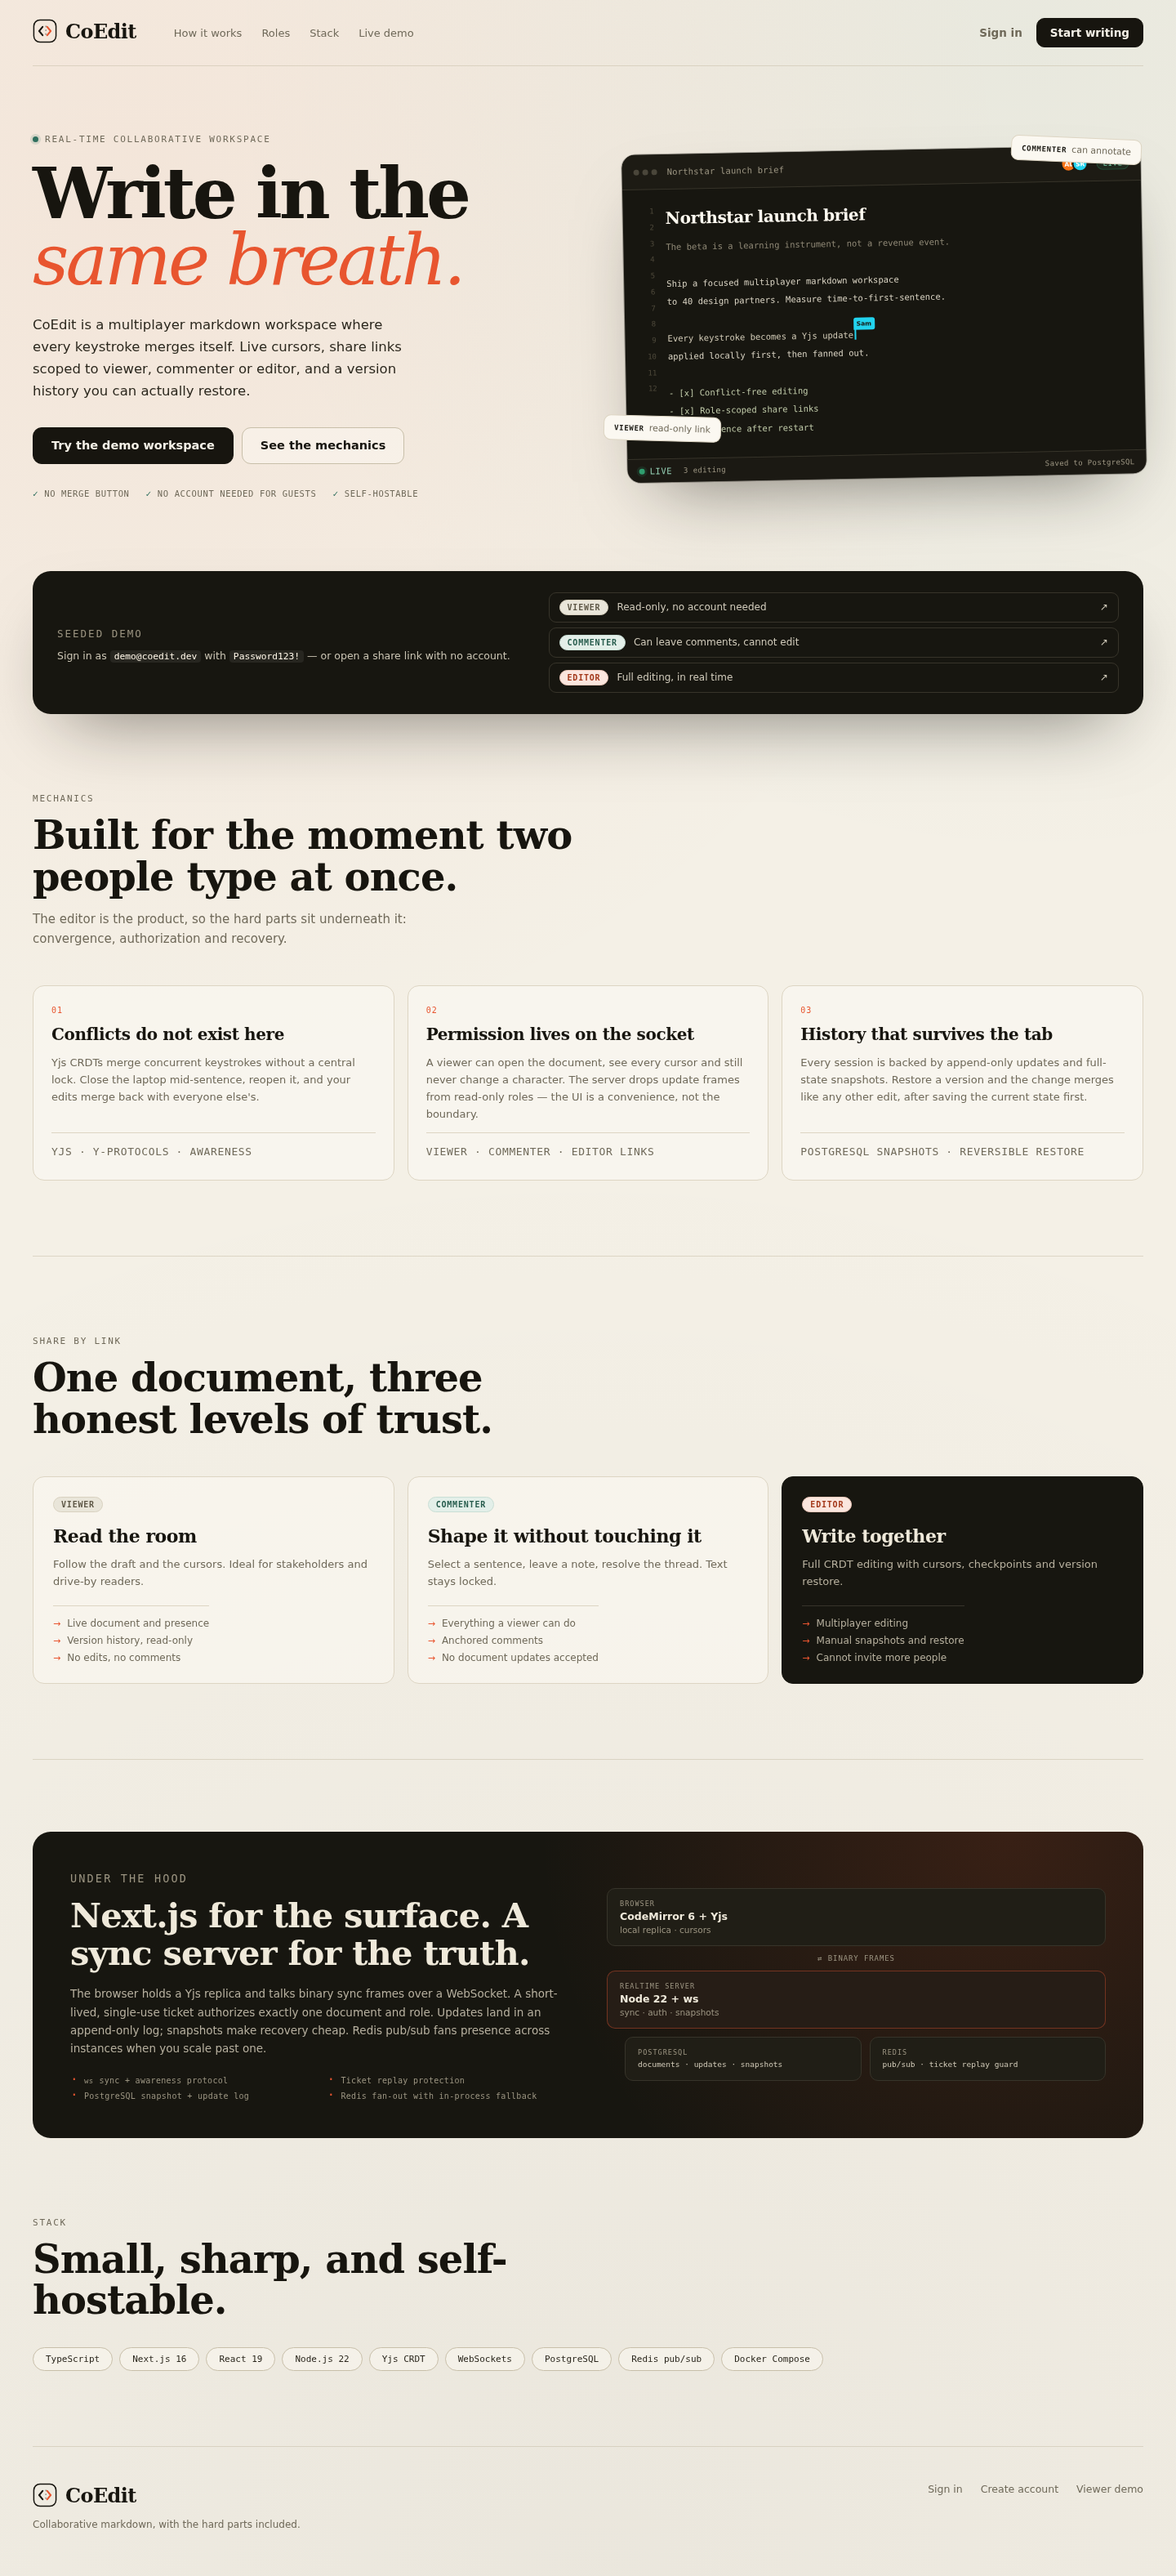 CoEdit
How it works Roles Stack Live demo
Sign in Start writing
REAL-TIME COLLABORATIVE WORKSPACE
Write in the
same breath.
CoEdit is a multiplayer markdown workspace where
every keystroke merges itself. Live cursors, share links
scoped to viewer, commenter or editor, and a version
history you can actually restore.
Try the demo workspace See the mechanics
✓ NO MERGE BUTTON ✓ NO ACCOUNT NEEDED FOR GUESTS ✓ SELF-HOSTABLE
COMMENTER can annotate
Northstar launch brief
1
2
3
4
5
6
7
8
9
10
11
12
Northstar launch brief
The beta is a learning instrument, not a revenue event.
Ship a focused multiplayer markdown workspace
to 40 design partners. Measure time-to-first-sentence.
Sam
Every keystroke becomes a Yjs update
applied locally first, then fanned out.
- [x] Conflict-free editing
- [x] Role-scoped share links
ence after restart
VIEWER read-only link
LIVE 3 editing
Saved to PostgreSQL
SEEDED DEMO
Sign in as demo@coedit.dev with Password123! — or open a share link with no account.
VIEWER Read-only, no account needed ↗
COMMENTER Can leave comments, cannot edit ↗
EDITOR Full editing, in real time ↗
MECHANICS
Built for the moment two
people type at once.
The editor is the product, so the hard parts sit underneath it:
convergence, authorization and recovery.
01
Conflicts do not exist here
Yjs CRDTs merge concurrent keystrokes without a central
lock. Close the laptop mid-sentence, reopen it, and your
edits merge back with everyone else's.
YJS · Y-PROTOCOLS · AWARENESS
02
Permission lives on the socket
A viewer can open the document, see every cursor and still
never change a character. The server drops update frames
from read-only roles — the UI is a convenience, not the
boundary.
VIEWER · COMMENTER · EDITOR LINKS
03
History that survives the tab
Every session is backed by append-only updates and full-
state snapshots. Restore a version and the change merges
like any other edit, after saving the current state first.
POSTGRESQL SNAPSHOTS · REVERSIBLE RESTORE
SHARE BY LINK
One document, three
honest levels of trust.
VIEWER
Read the room
Follow the draft and the cursors. Ideal for stakeholders and
drive-by readers.
→ Live document and presence
→ Version history, read-only
→ No edits, no comments
COMMENTER
Shape it without touching it
Select a sentence, leave a note, resolve the thread. Text
stays locked.
→ Everything a viewer can do
→ Anchored comments
→ No document updates accepted
EDITOR
Write together
Full CRDT editing with cursors, checkpoints and version
restore.
→ Multiplayer editing
→ Manual snapshots and restore
→ Cannot invite more people
UNDER THE HOOD
Next.js for the surface. A
sync server for the truth.
The browser holds a Yjs replica and talks binary sync frames over a WebSocket. A short-
lived, single-use ticket authorizes exactly one document and role. Updates land in an
append-only log; snapshots make recovery cheap. Redis pub/sub fans presence across
instances when you scale past one.
· ws sync + awareness protocol
· Ticket replay protection
· PostgreSQL snapshot + update log
· Redis fan-out with in-process fallback
BROWSER
CodeMirror 6 + Yjs
local replica · cursors
⇄ BINARY FRAMES
REALTIME SERVER
Node 22 + ws
sync · auth · snapshots
POSTGRESQL
documents · updates · snapshots
REDIS
pub/sub · ticket replay guard
STACK
Small, sharp, and self-
hostable.
TypeScript Next.js 16 React 19 Node.js 22 Yjs CRDT WebSockets PostgreSQL Redis pub/sub Docker Compose
CoEdit
Collaborative markdown, with the hard parts included.
Sign in Create account Viewer demo